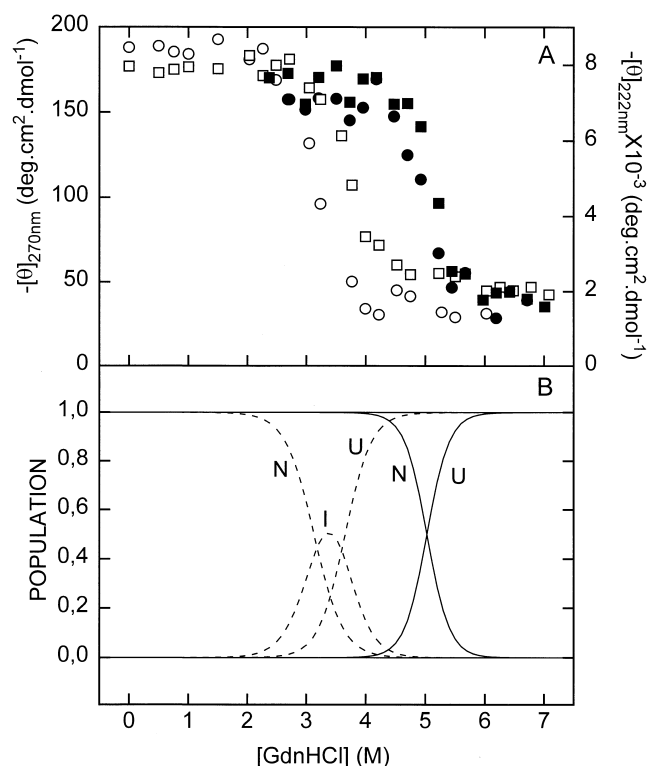 A
200
150
100
50
0
-[θ]270nm (deg.cm².dmol⁻¹)
8
6
4
2
0
-[θ]222nmX10⁻³ (deg.cm².dmol⁻¹)
B
1,0
0,8
0,6
0,4
0,2
0,0
POPULATION
N
I
U
N
U
0 1 2 3 4 5 6 7
[GdnHCl] (M)